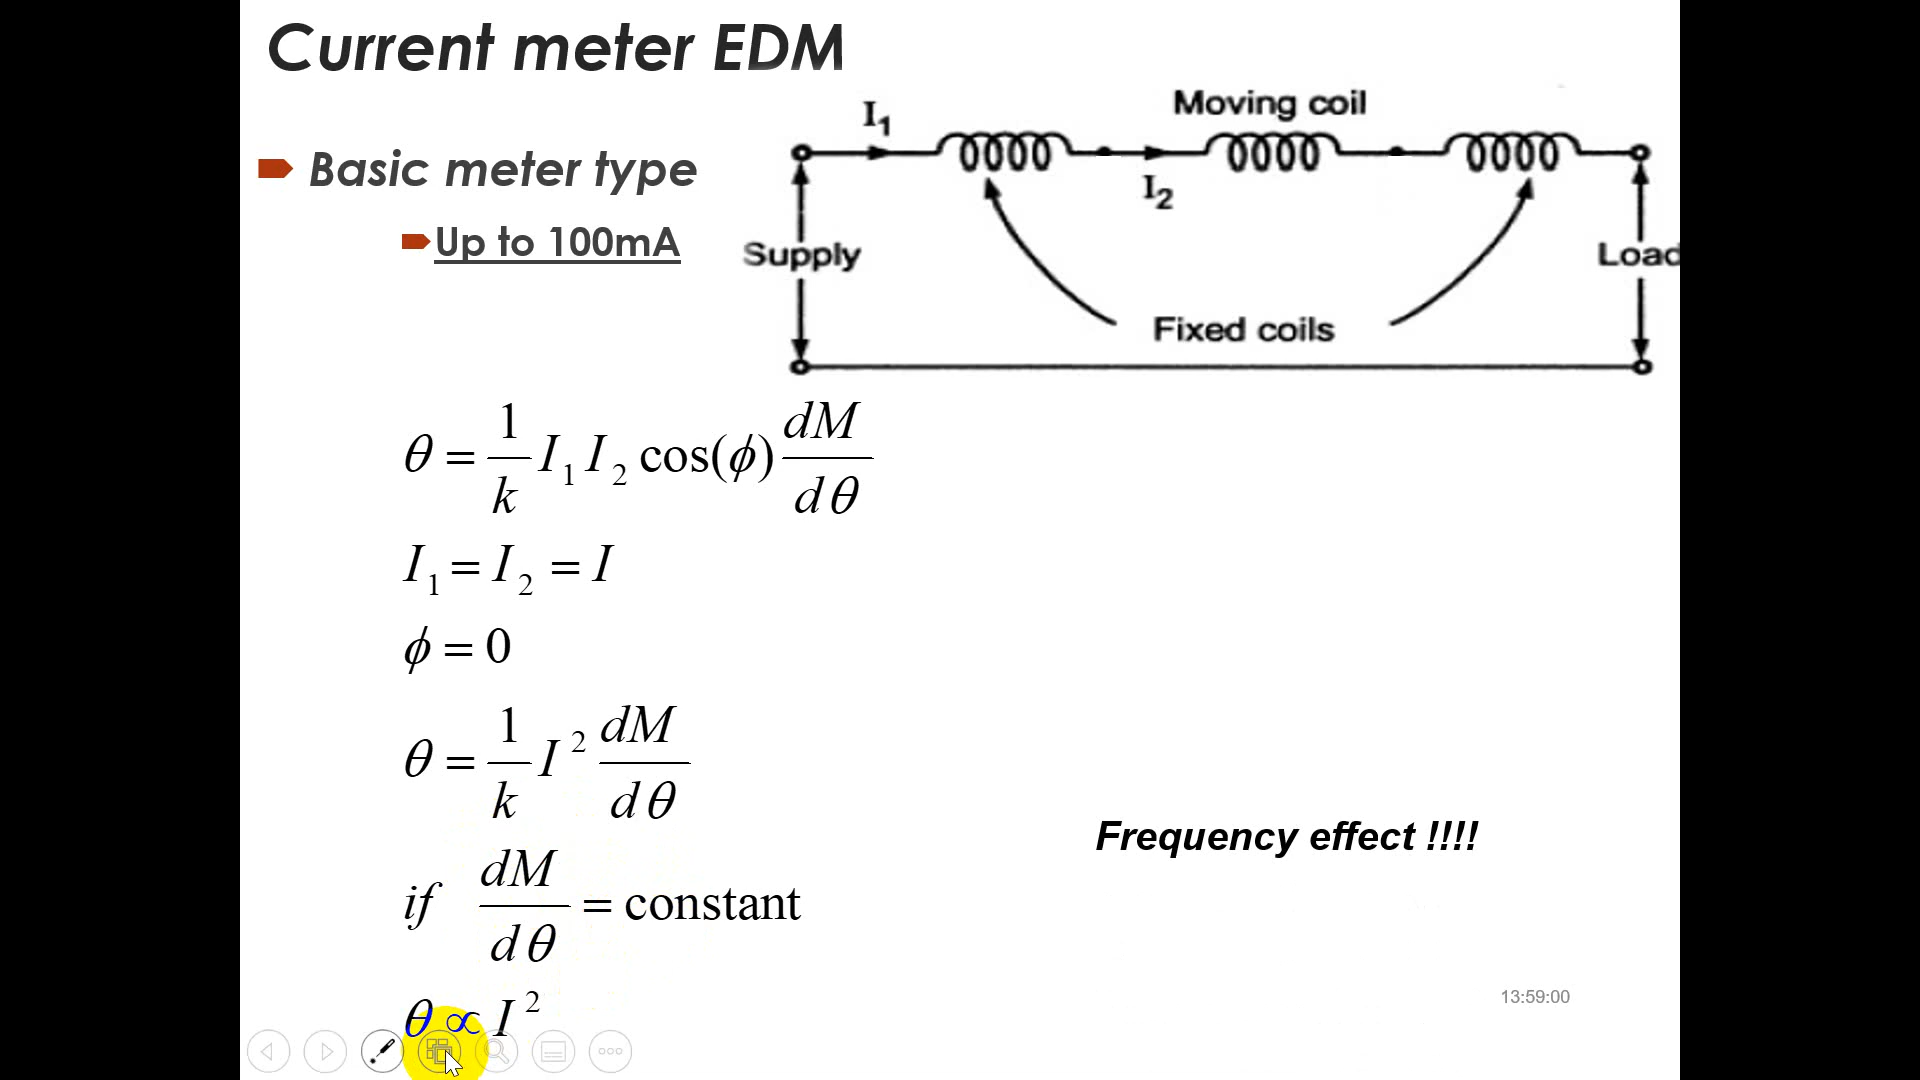 Current meter EDM
Basic meter type
Up to 100mA
I₁
Moving coil
I₂
Supply
Load
Fixed coils
θ = 1/k I₁ I₂ cos(ϕ) dM/dθ
I₁ = I₂ = I
ϕ = 0
θ = 1/k I² dM/dθ
if dM/dθ = constant
θ ∝ I²
Frequency effect !!!!
13:59:00